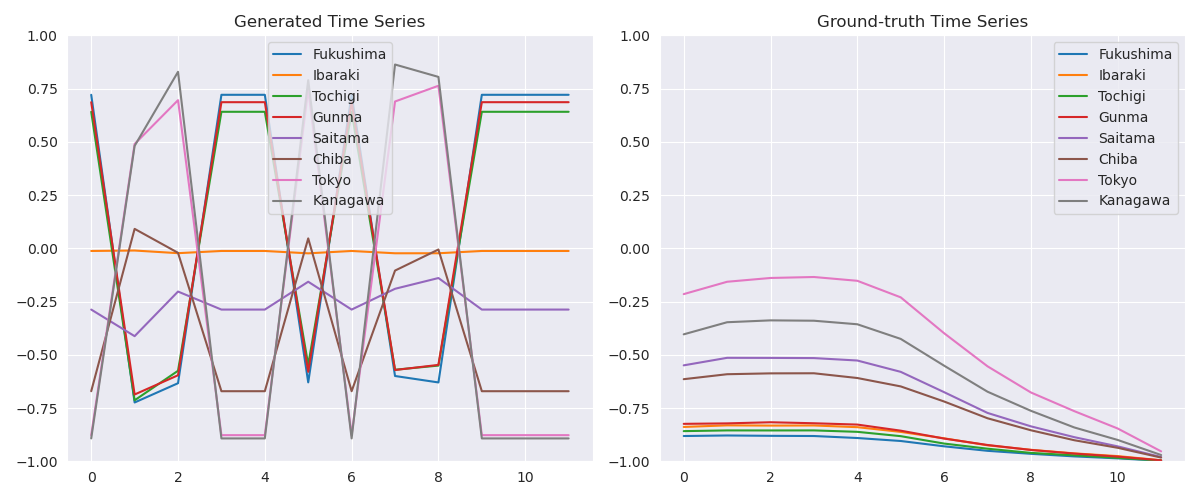 Generated Time Series
1.00
0.75
0.50
0.25
0.00
−0.25
−0.50
−0.75
−1.00
0 2 4 6 8 10
Fukushima
Ibaraki
Tochigi
Gunma
Saitama
Chiba
Tokyo
Kanagawa
Ground-truth Time Series
1.00
0.75
0.50
0.25
0.00
−0.25
−0.50
−0.75
−1.00
0 2 4 6 8 10
Fukushima
Ibaraki
Tochigi
Gunma
Saitama
Chiba
Tokyo
Kanagawa